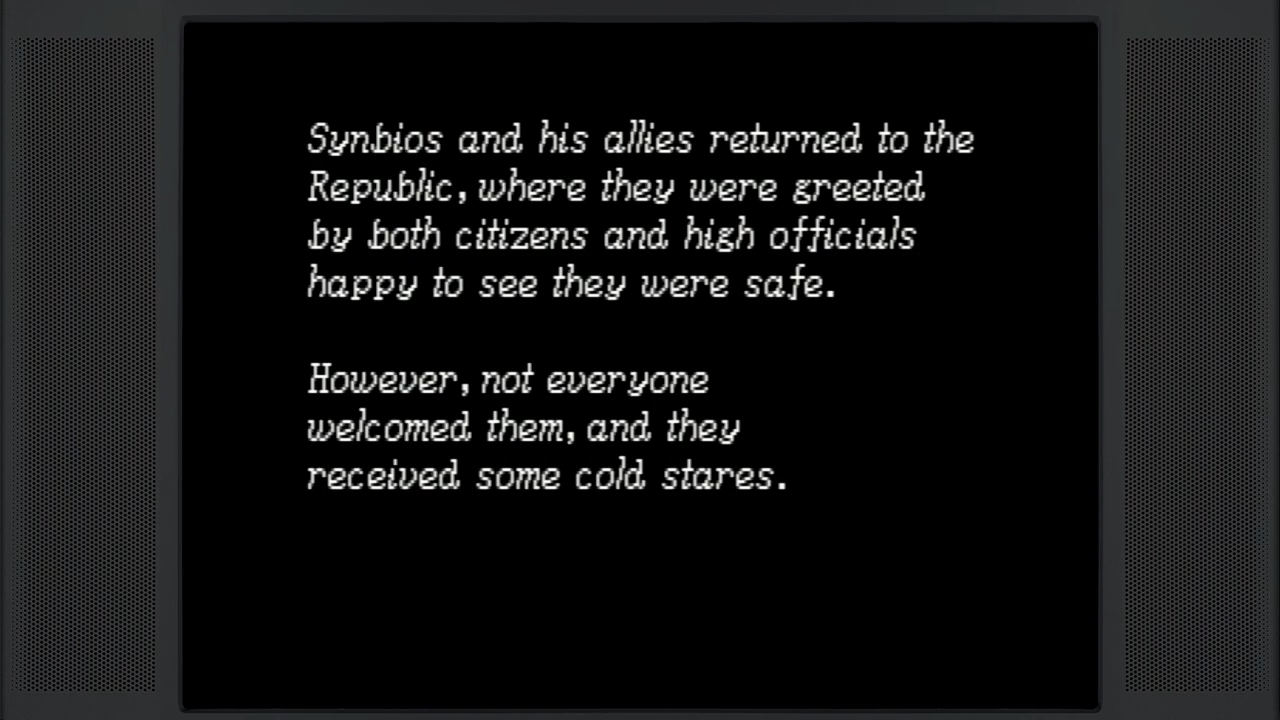 Synbios and his allies returned to the
Republic, where they were greeted
by both citizens and high officials
happy to see they were safe.
However, not everyone
welcomed them, and they
received some cold stares.